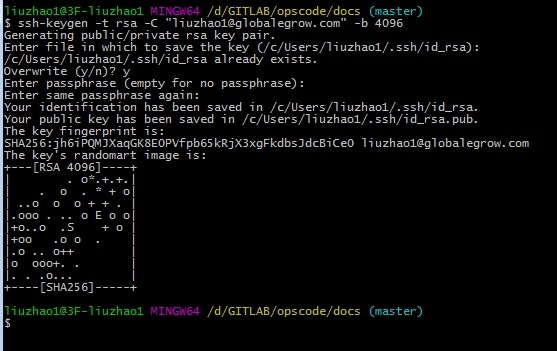 liuzhao1@3F-liuzhao1 MINGW64 /d/GITLAB/opscode/docs (master)
$ ssh-keygen -t rsa -C "liuzhao1@globalegrow.com" -b 4096
Generating public/private rsa key pair.
Enter file in which to save the key (/c/Users/liuzhao1/.ssh/id_rsa):
/c/Users/liuzhao1/.ssh/id_rsa already exists.
Overwrite (y/n)? y
Enter passphrase (empty for no passphrase):
Enter same passphrase again:
Your identification has been saved in /c/Users/liuzhao1/.ssh/id_rsa.
Your public key has been saved in /c/Users/liuzhao1/.ssh/id_rsa.pub.
The key fingerprint is:
SHA256:jh6iPQMJXaqGK8EOPVfpb65kRjX3xgFkdbsJdcBiCe0 liuzhao1@globalegrow.com
The key's randomart image is:
+---[RSA 4096]----+
|         . o*.+.+.|
|    .  o  . * + o|
| ..o  o  o + + . |
|.ooo . .. o E o o|
|+o..o  .S    + o |
|+oo   .o o  .    |
|.o .. o++        |
|o  ooo+. .       |
|. . .o...        |
+----[SHA256]-----+
liuzhao1@3F-liuzhao1 MINGW64 /d/GITLAB/opscode/docs (master)
$